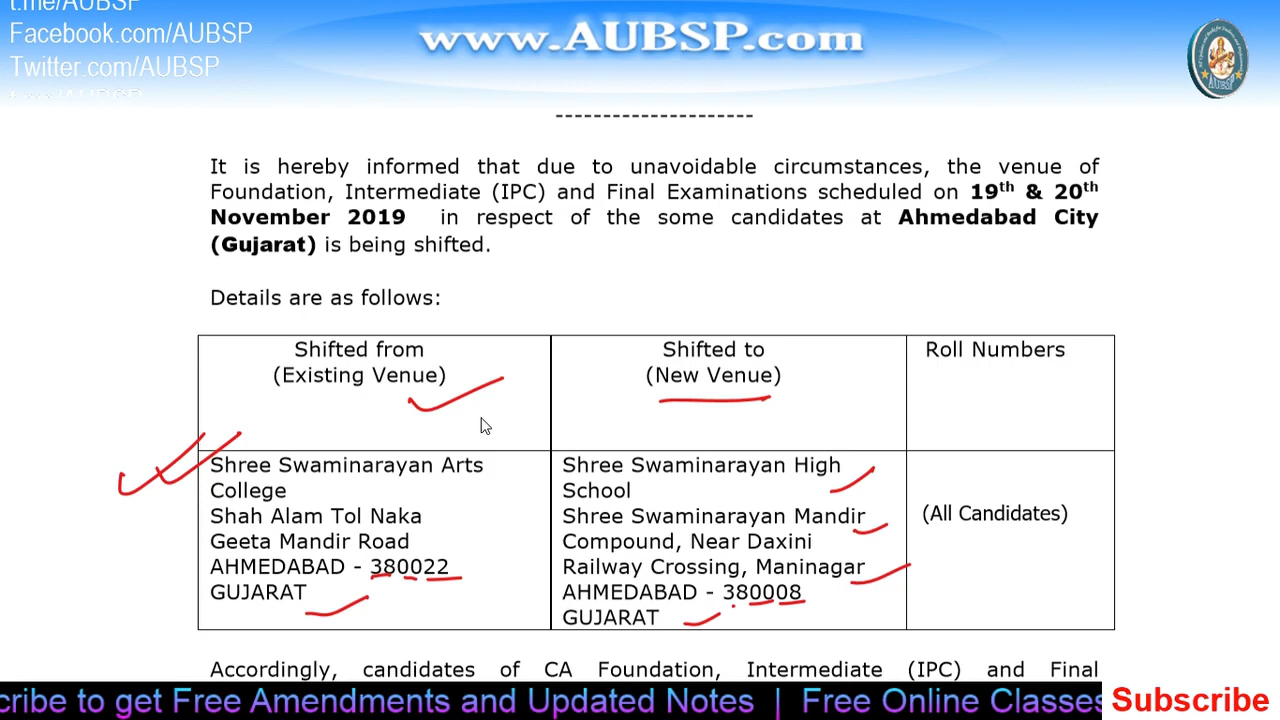 t.me/AUBSP
Facebook.com/AUBSP
Twitter.com/AUBSP
www.AUBSP.com
AUBSP
----------------------
It is hereby informed that due to unavoidable circumstances, the venue of
Foundation, Intermediate (IPC) and Final Examinations scheduled on 19th & 20th
November 2019 in respect of the some candidates at Ahmedabad City
(Gujarat) is being shifted.
Details are as follows:
Shifted from
(Existing Venue)
Shifted to
(New Venue)
Roll Numbers
Shree Swaminarayan Arts
College
Shah Alam Tol Naka
Geeta Mandir Road
AHMEDABAD - 380022
GUJARAT
Shree Swaminarayan High
School
Shree Swaminarayan Mandir
Compound, Near Daxini
Railway Crossing, Maninagar
AHMEDABAD - 380008
GUJARAT
(All Candidates)
Accordingly, candidates of CA Foundation, Intermediate (IPC) and Final
cribe to get Free Amendments and Updated Notes | Free Online Classes
Subscribe